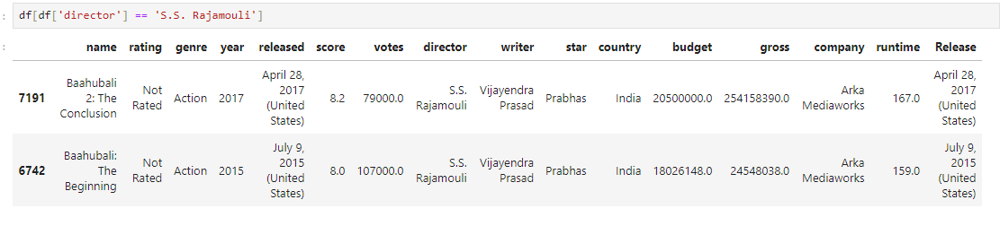 df[df['director'] == 'S.S. Rajamouli']
name rating genre year released score votes director writer star country budget gross company runtime Release
7191 Baahubali 2: The Conclusion Not Rated Action 2017 April 28, 2017 (United States) 8.2 79000.0 S.S. Rajamouli Vijayendra Prasad Prabhas India 20500000.0 254158390.0 Arka Mediaworks 167.0 April 28, 2017 (United States)
6742 Baahubali: The Beginning Not Rated Action 2015 July 9, 2015 (United States) 8.0 107000.0 S.S. Rajamouli Vijayendra Prasad Prabhas India 18026148.0 24548038.0 Arka Mediaworks 159.0 July 9, 2015 (United States)